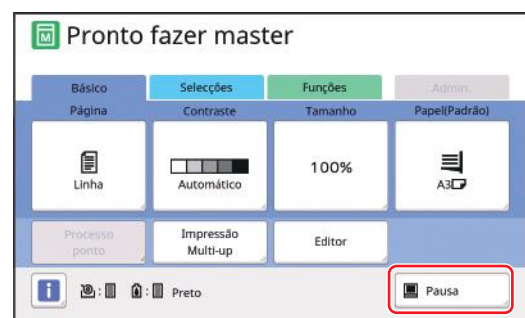 M
Pronto fazer master
Básico Selecções Funções Admin.
Página Contraste Tamanho Papel(Padrão)
Linha Automático 100% A3
Processo ponto
Impressão Multi-up
Editor
i : : Preto Pausa